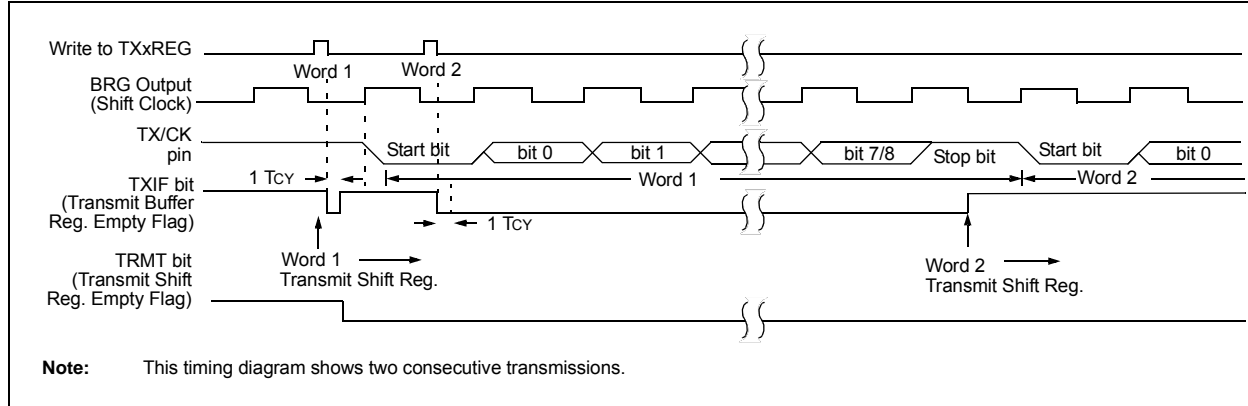 Write to TXxREG
Word 1
Word 2
BRG Output
(Shift Clock)
TX/CK
pin
Start bit
bit 0
bit 1
bit 7/8
Stop bit
Start bit
bit 0
1 TCY
Word 1
Word 2
TXIF bit
(Transmit Buffer
Reg. Empty Flag)
1 TCY
Word 1
Transmit Shift Reg.
Word 2
Transmit Shift Reg.
TRMT bit
(Transmit Shift
Reg. Empty Flag)
Note: This timing diagram shows two consecutive transmissions.